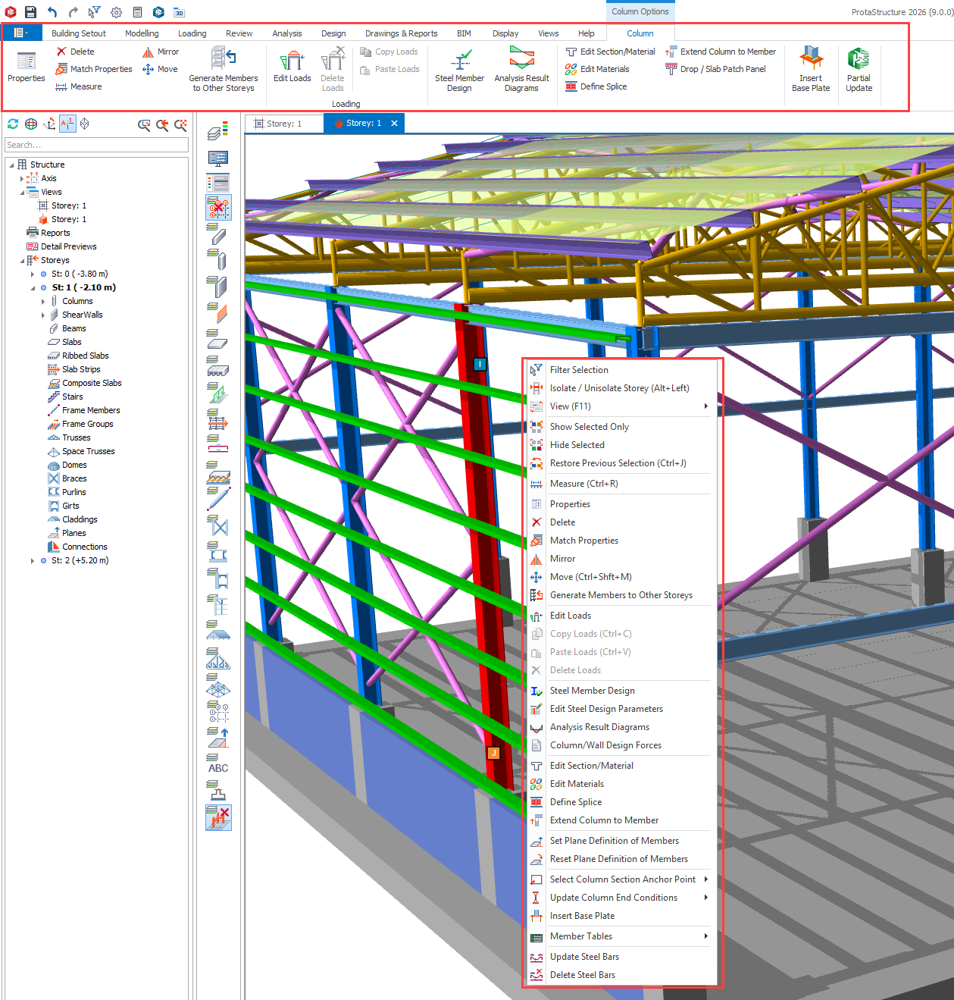 3D
Column Options
ProtaStructure 2026 (9.0.0)
Building Setout
Modelling
Loading
Review
Analysis
Design
Drawings & Reports
BIM
Display
Views
Help
Column
Properties
Delete
Match Properties
Measure
Mirror
Move
Generate Members
to Other Storeys
Edit Loads
Delete
Loads
Copy Loads
Paste Loads
Loading
Steel Member
Design
Analysis Result
Diagrams
Edit Section/Material
Edit Materials
Define Splice
Extend Column to Member
Drop / Slab Patch Panel
Insert
Base Plate
Partial
Update
Search...
Storey: 1
Storey: 1
Structure
Axis
Views
Storey: 1
Storey: 1
Reports
Detail Previews
Storeys
St: 0 ( -3.80 m)
St: 1 ( -2.10 m)
Columns
ShearWalls
Beams
Slabs
Ribbed Slabs
Slab Strips
Composite Slabs
Stairs
Frame Members
Frame Groups
Trusses
Space Trusses
Domes
Braces
Purlins
Girts
Claddings
Planes
Connections
St: 2 (+5.20 m)
ABC
I
J
Filter Selection
Isolate / Unisolate Storey (Alt+Left)
View (F11)
Show Selected Only
Hide Selected
Restore Previous Selection (Ctrl+J)
Measure (Ctrl+R)
Properties
Delete
Match Properties
Mirror
Move (Ctrl+Shft+M)
Generate Members to Other Storeys
Edit Loads
Copy Loads (Ctrl+C)
Paste Loads (Ctrl+V)
Delete Loads
Steel Member Design
Edit Steel Design Parameters
Analysis Result Diagrams
Column/Wall Design Forces
Edit Section/Material
Edit Materials
Define Splice
Extend Column to Member
Set Plane Definition of Members
Reset Plane Definition of Members
Select Column Section Anchor Point
Update Column End Conditions
Insert Base Plate
Member Tables
Update Steel Bars
Delete Steel Bars